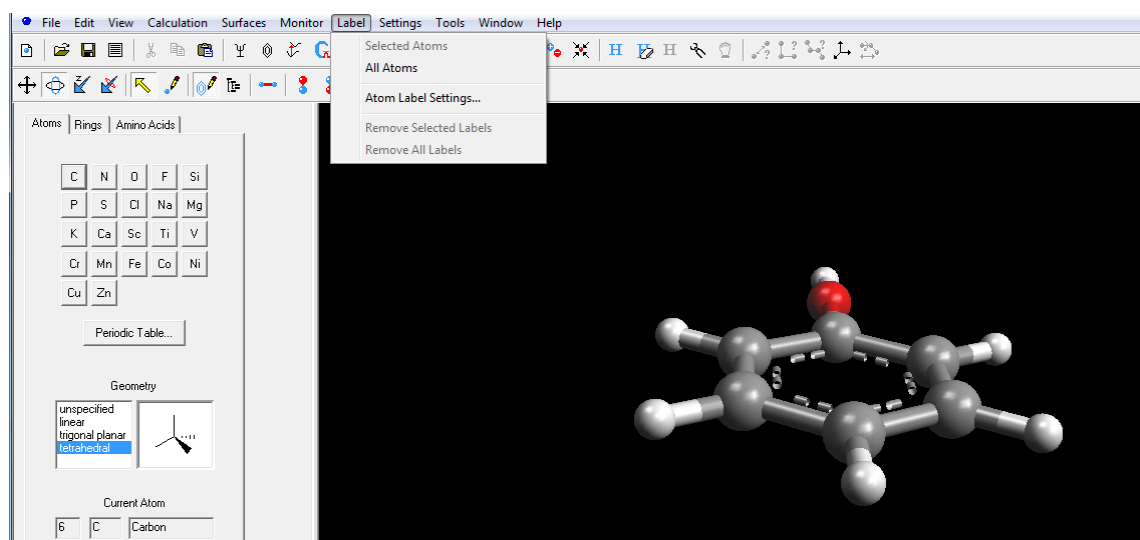 File Edit View Calculation Surfaces Monitor Label Settings Tools Window Help
Selected Atoms
All Atoms
Atom Label Settings...
Remove Selected Labels
Remove All Labels
H H
Atoms Rings Amino Acids
C N O F Si
P S Cl Na Mg
K Ca Sc Ti V
Cr Mn Fe Co Ni
Cu Zn
Periodic Table...
Geometry
unspecified
linear
trigonal planar
tetrahedral
Current Atom
6 C Carbon